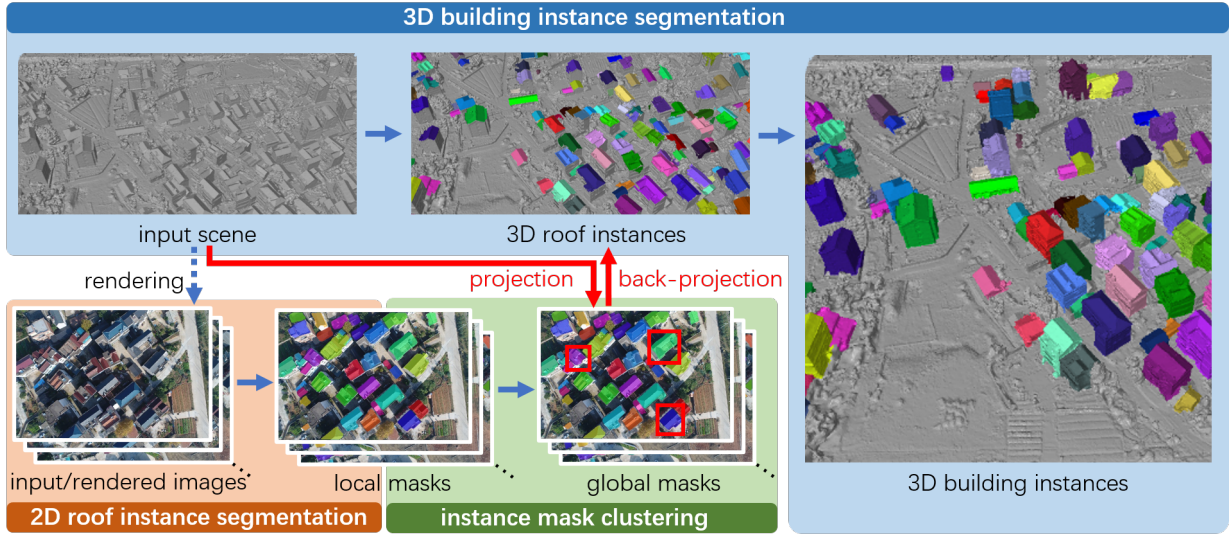 3D building instance segmentation
input scene
3D roof instances
rendering
projection
back-projection
input/rendered images
local masks
global masks
3D building instances
2D roof instance segmentation
instance mask clustering